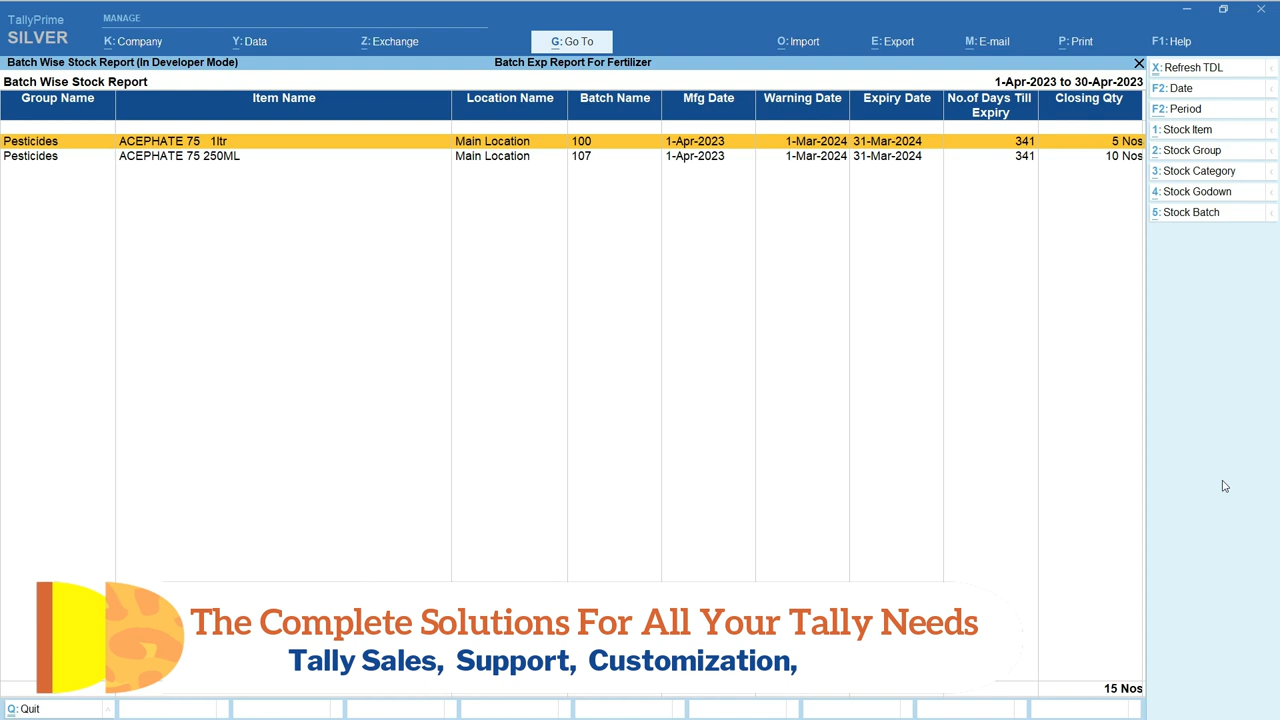 TallyPrime
SILVER
MANAGE
K: Company
Y: Data
Z: Exchange
G: Go To
O: Import
E: Export
M: E-mail
P: Print
F1: Help
Batch Wise Stock Report (In Developer Mode)
Batch Exp Report For Fertilizer
Batch Wise Stock Report
1-Apr-2023 to 30-Apr-2023
Group Name Item Name Location Name Batch Name Mfg Date Warning Date Expiry Date No.of Days Till Closing Qty
Expiry
Pesticides ACEPHATE 75 1ltr Main Location 100 1-Apr-2023 1-Mar-2024 31-Mar-2024 341 5 Nos
Pesticides ACEPHATE 75 250ML Main Location 107 1-Apr-2023 1-Mar-2024 31-Mar-2024 341 10 Nos
X: Refresh TDL
F2: Date
F2: Period
1: Stock Item
2: Stock Group
3: Stock Category
4: Stock Godown
5: Stock Batch
The Complete Solutions For All Your Tally Needs
Tally Sales, Support, Customization,
15 Nos
Q: Quit